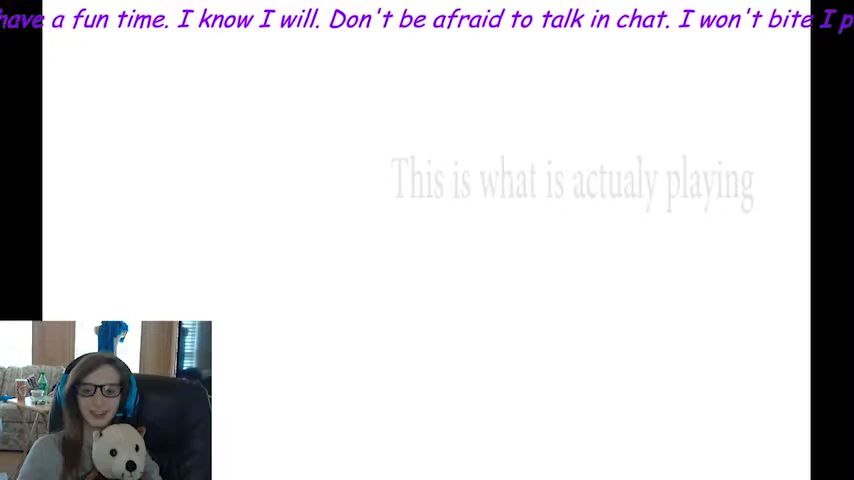 have a fun time. I know I will. Don't be afraid to talk in chat. I won't bite I p
This is what is actualy playing